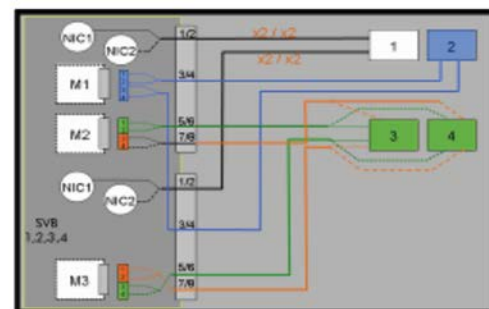 NIC1
NIC2
1/2
x2 / x2
x2 / x2
1
2
M1
3/4
M2
5/6
7/8
3
4
NIC1
NIC2
1/2
SVB
1,2,3,4
3/4
M3
5/6
7/8